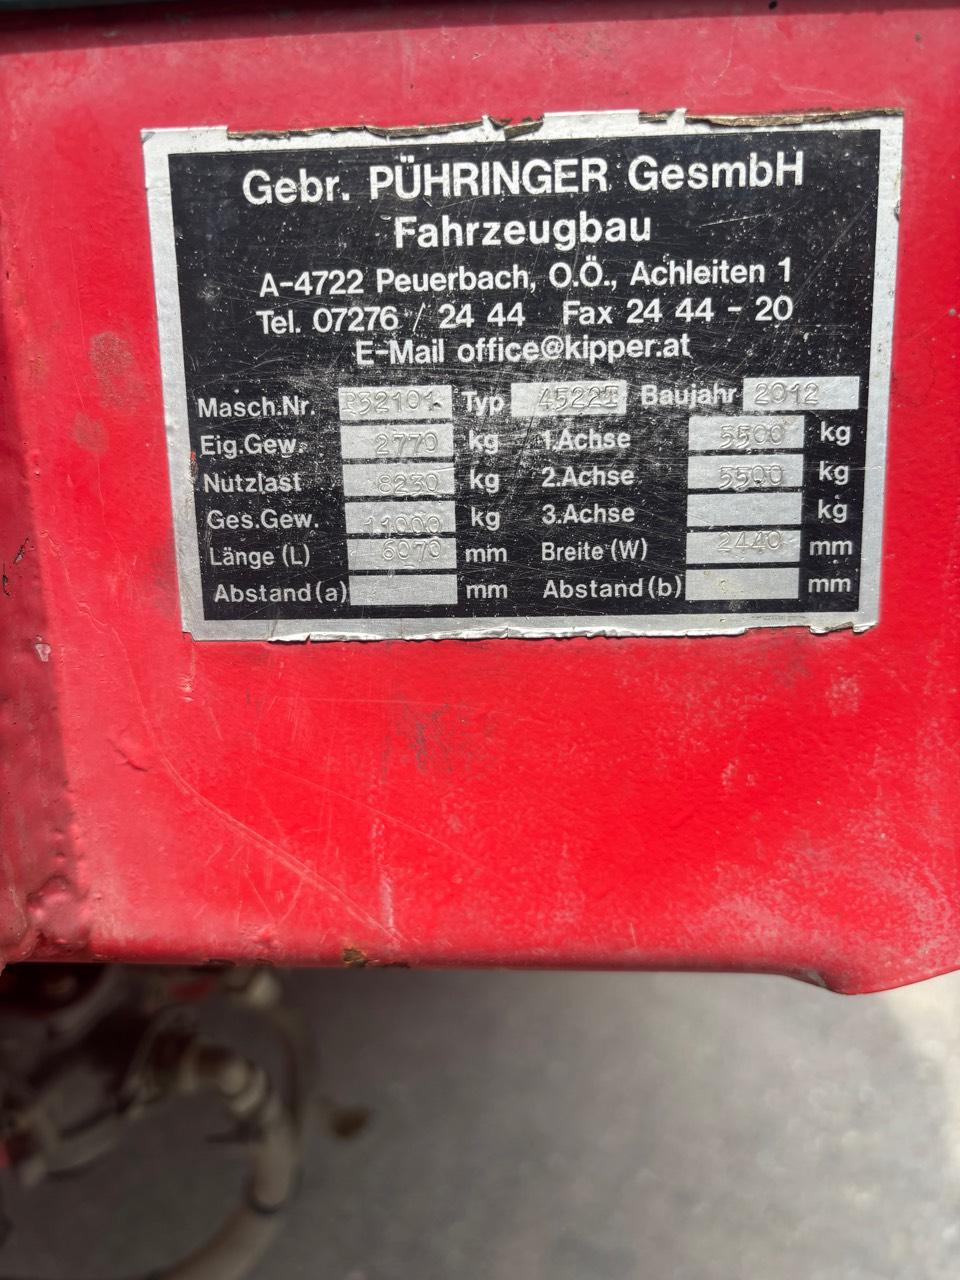 Gebr. PÜHRINGER GesmbH
Fahrzeugbau
A-4722 Peuerbach, O.Ö., Achleiten 1
Tel. 07276 / 24 44 Fax 24 44 - 20
E-Mail office@kipper.at
Masch.Nr. Typ Baujahr 2012
Eig.Gew. 2770 kg 1.Achse 5500 kg
Nutzlast 8230 kg 2.Achse 5500 kg
Ges.Gew. 11000 kg 3.Achse kg
Länge (L) 6070 mm Breite (W) 2440 mm
Abstand (a) mm Abstand (b) mm